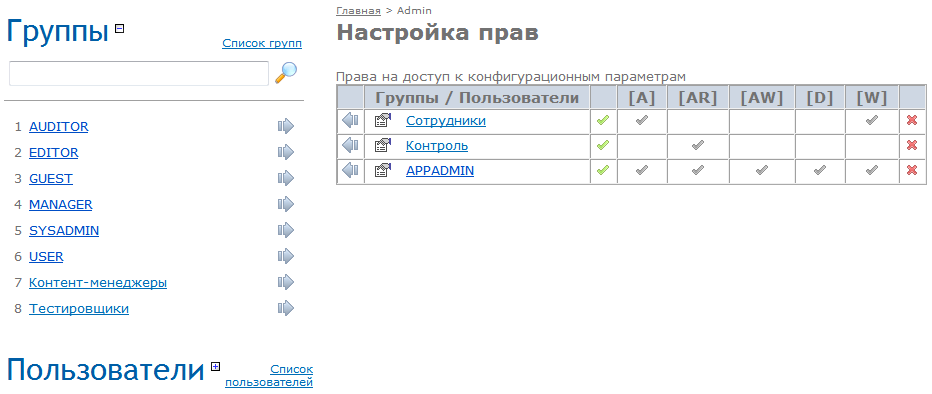 Группы
Список групп
1 AUDITOR
2 EDITOR
3 GUEST
4 MANAGER
5 SYSADMIN
6 USER
7 Контент-менеджеры
8 Тестировщики
Пользователи
Список
пользователей
Главная > Admin
Настройка прав
Права на доступ к конфигурационным параметрам
Группы / Пользователи [A] [AR] [AW] [D] [W]
Сотрудники
Контроль
APPADMIN